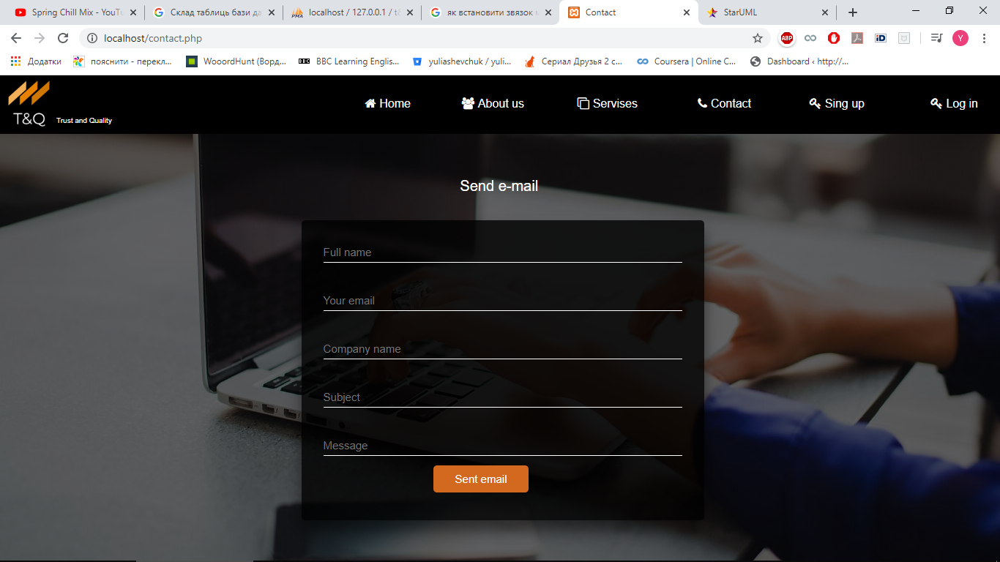 Spring Chill Mix - YouTu
Склад таблиць бази да
localhost / 127.0.0.1 / t&
як встановити звязок м
Contact
StarUML
localhost/contact.php
ABP
iD
Y
Додатки
пояснити - перекл...
WooordHunt (Ворд...
BBC
BBC Learning Englis...
yuliashevchuk / yuli...
Сериал Друзья 2 с...
Coursera | Online C...
Dashboard ‹ http://...
T&Q
Trust and Quality
Home
About us
Servises
Contact
Sing up
Log in
Send e-mail
Full name
Your email
Company name
Subject
Message
Sent email